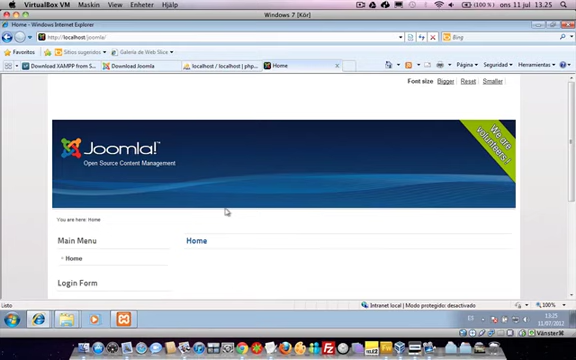 VirtualBox VM Maskin Vy Enheter Hjälp (100 %) ons 11 jul 13.25
Windows 7 [Kör]
Home - Windows Internet Explorer
http://localhost/joomla/
Bing
Favoritos Sitios sugeridos Galería de Web Slice
Download XAMPP from S... Download Joomla localhost / localhost | php... Home
Página Seguridad Herramientas
Font size Bigger Reset Smaller
Joomla!
Open Source Content Management
We are volunteers!
You are here: Home
Main Menu
Home
Home
Login Form
Listo Intranet local | Modo protegido: desactivado 100%
ES 13:25
11/07/2012
Vänster⌘